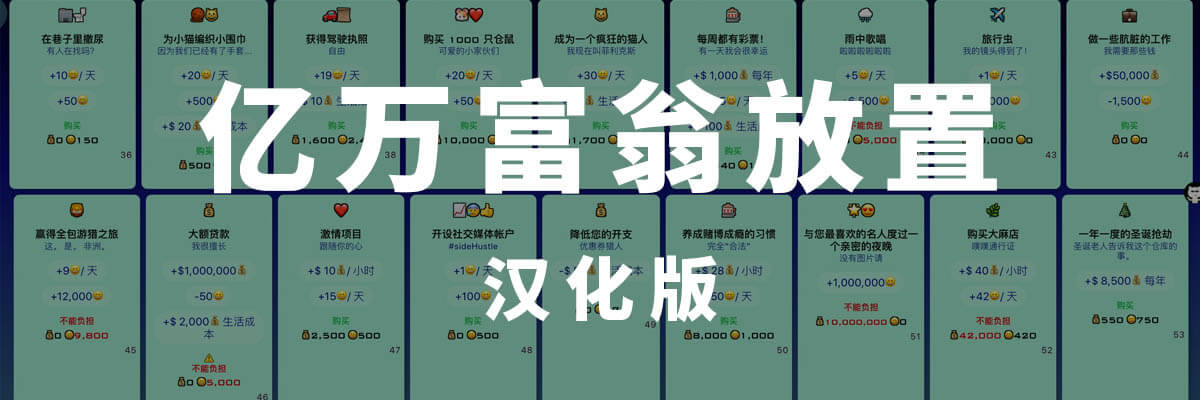 在巷子里撒尿
有人在找吗?
+10 / 天
+50
购买
0 150
36
为小猫编织小围巾
因为我们已经有了手套...
+20 / 天
+500
+$ 20
成本
购买
500
获得驾驶执照
自由
+19 / 天
购买
1,600
38
购买 1000 只仓鼠
可爱的小家伙们
+20 / 天
+50
购买
10,000
成为一个疯狂的猫人
我现在叫菲利克斯
+30 / 天
购买
1,700
每周都有彩票!
有一天我会很幸运
+$ 1,000 每年
/ 天
100 生活
购买
40
雨中歌唱
啦啦啦啦啦啦
+5 / 天
不能负担
5,000
旅行虫
我的镜头得到了!
+1 / 天
购买
43
做一些肮脏的工作
我需要那些钱
+$50,000
-1,500
购买
0 0
44
亿万富翁放置
赢得全包游猎之旅
这。 是。 非洲。
+9 / 天
+12,000
不能负担
0 9,800
45
大额贷款
我很擅长
+$1,000,000
-50
+$ 2,000 生活成
本
不能负担
0 5,000
46
激情项目
跟随你的心
+$ 10 / 小时
+15 / 天
购买
2,500 500
47
开设社交媒体帐户
#sideHustle
+1 / 天
+100
购买
0 500
48
降低您的开支
优惠券猎人
49
养成赌博成瘾的习惯
完全“合法”
+$ 28 / 小时
/ 天
购买
8,000 1,000
50
与您最喜欢的名人度过一
个亲密的夜晚
没有图片请
+1,000,000
不能负担
10,000,000 0
51
购买大麻店
噗噗通行证
+$ 40 / 小时
+42 / 天
不能负担
42,000 420
52
一年一度的圣诞抢劫
圣诞老人告诉我这个仓库的
事。
+$ 8,500 每年
购买
550 750
53
汉化版